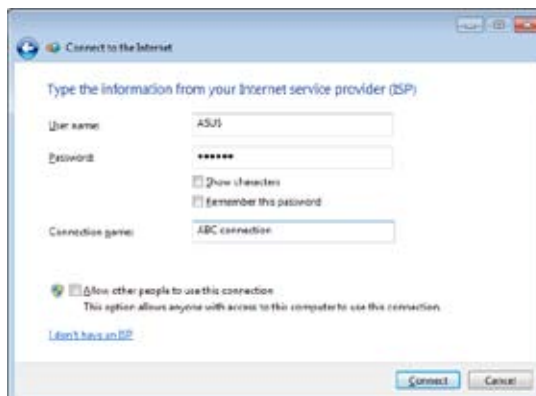 Connect to the Internet
Type the information from your Internet service provider (ISP)
User name: ASUS
Password: ••••••
Show characters
Remember this password
Connection name: ABC connection
Allow other people to use this connection
This option allows anyone with access to this computer to use this connection.
I don't have an ISP
Connect Cancel